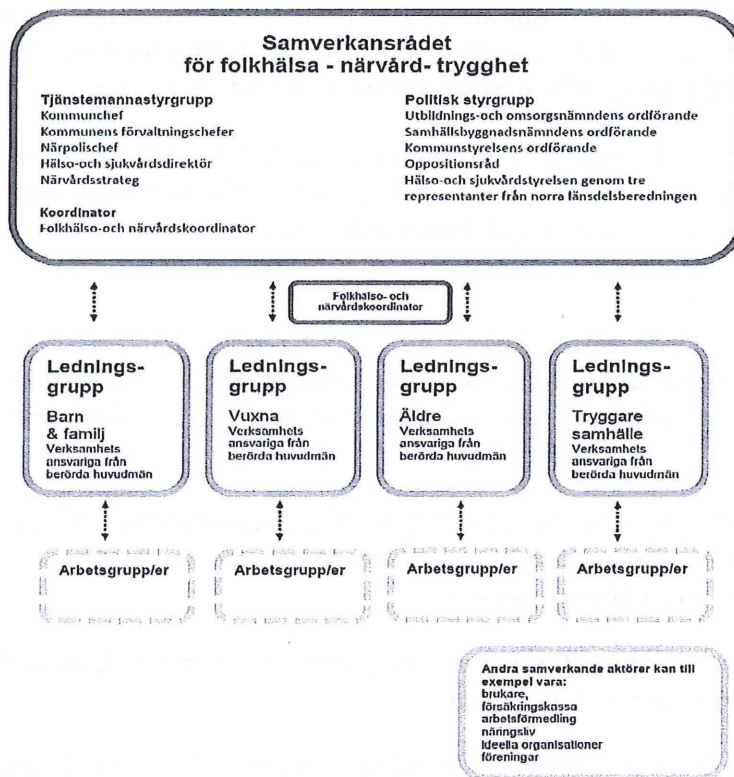 Samverkansrådet
för folkhälsa - närvård- trygghet
Tjänstemannastyrgrupp
Kommunchef
Kommunens förvaltningschefer
Närpolischef
Hälso-och sjukvårdsdirektör
Närvårdsstrateg
Koordinator
Folkhälso-och närvårdskoordinator
Politisk styrgrupp
Utbildnings-och omsorgsnämndens ordförande
Samhällsbyggnadsnämndens ordförande
Kommunstyrelsens ordförande
Oppositionsråd
Hälso-och sjukvårdstyrelsen genom tre
representanter från norra länsdelsberedningen
Folkhälso- och
närvårdskoordinator
Lednings-
grupp
Barn
& familj
Verksamhets
ansvariga från
berörda huvudmän
Lednings-
grupp
Vuxna
Verksamhets
ansvariga från
berörda huvudmän
Lednings-
grupp
Äldre
Verksamhets
ansvariga från
berörda huvudmän
Lednings-
grupp
Tryggare
samhälle
Verksamhets
ansvariga från
berörda huvudmän
Arbetsgrupp/er
Arbetsgrupp/er
Arbetsgrupp/er
Arbetsgrupp/er
Andra samverkande aktörer kan till
exempel vara:
brukare,
försäkringskassa
arbetsförmedling
näringsliv
Ideella organisationer
föreningar